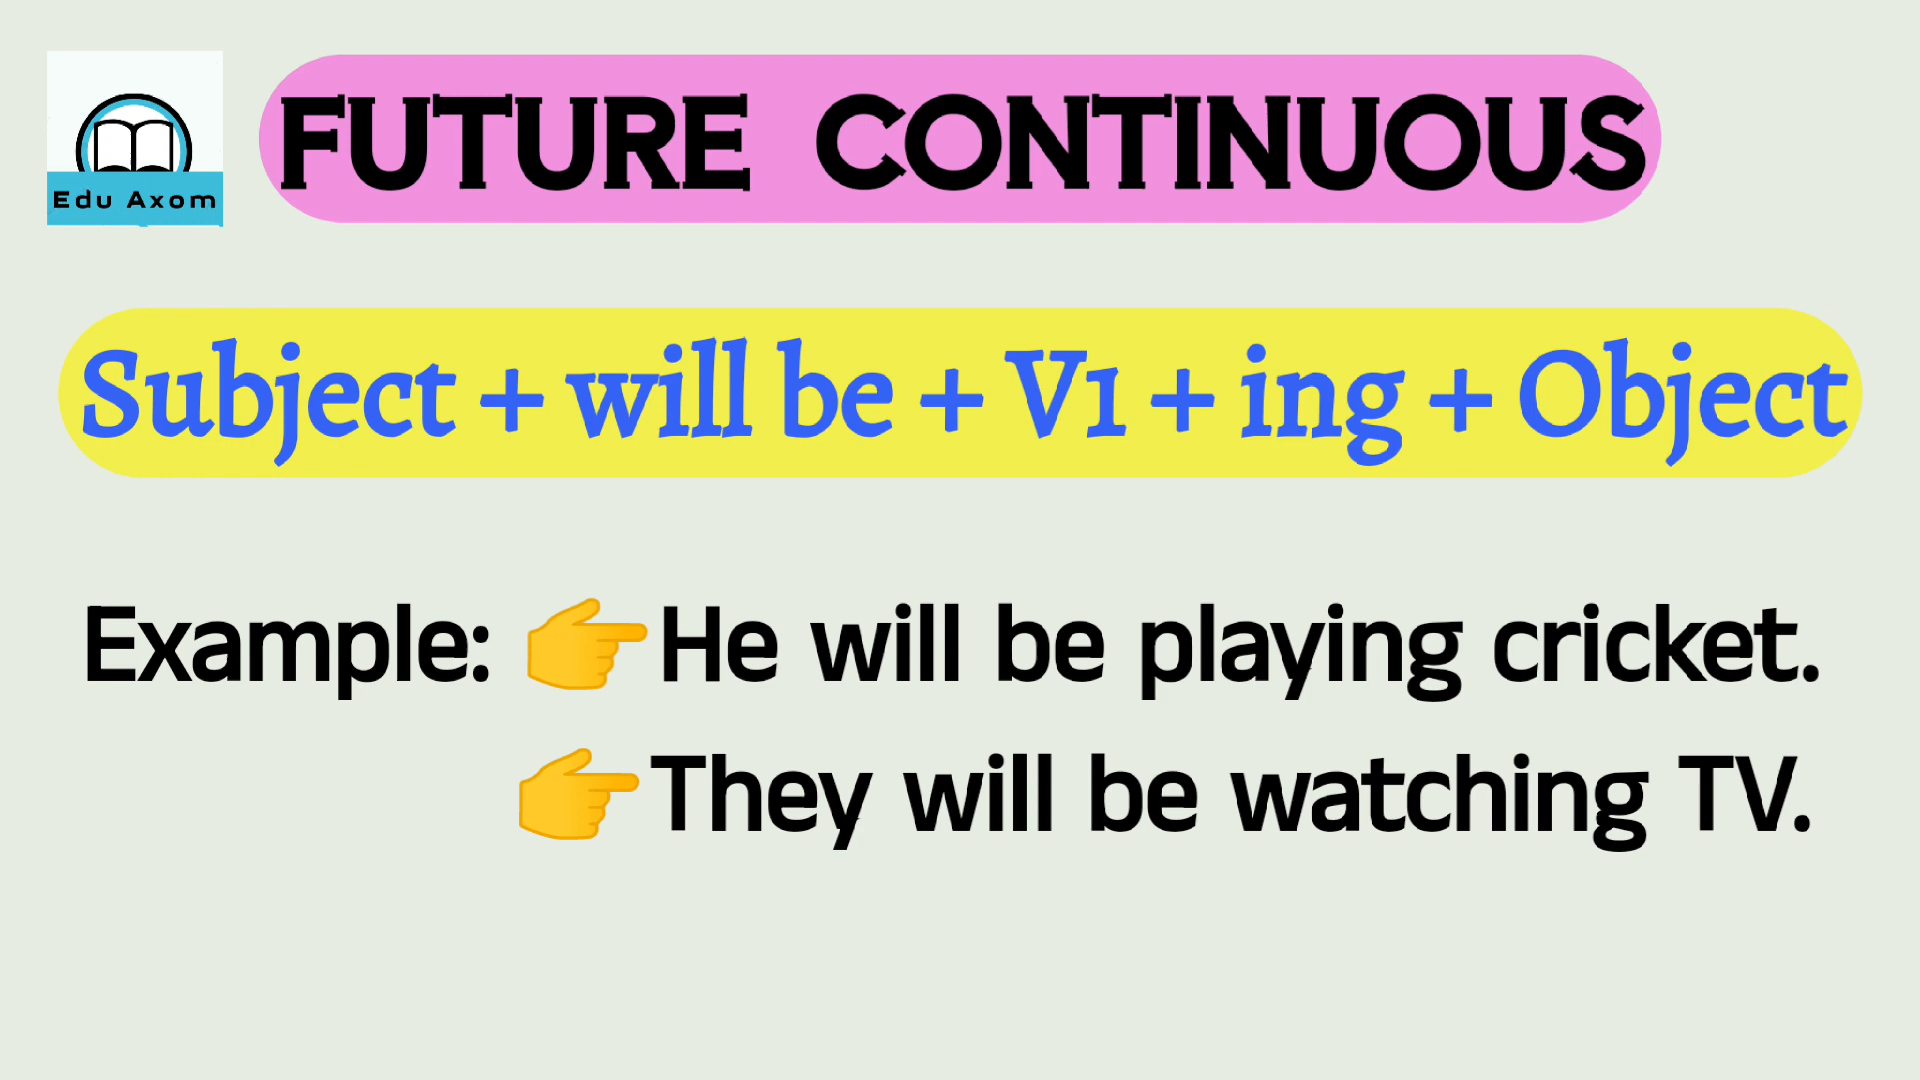 Edu Axom
FUTURE CONTINUOUS
Subject + will be + V1 + ing + Object
Example: 👉He will be playing cricket.
👉They will be watching TV.